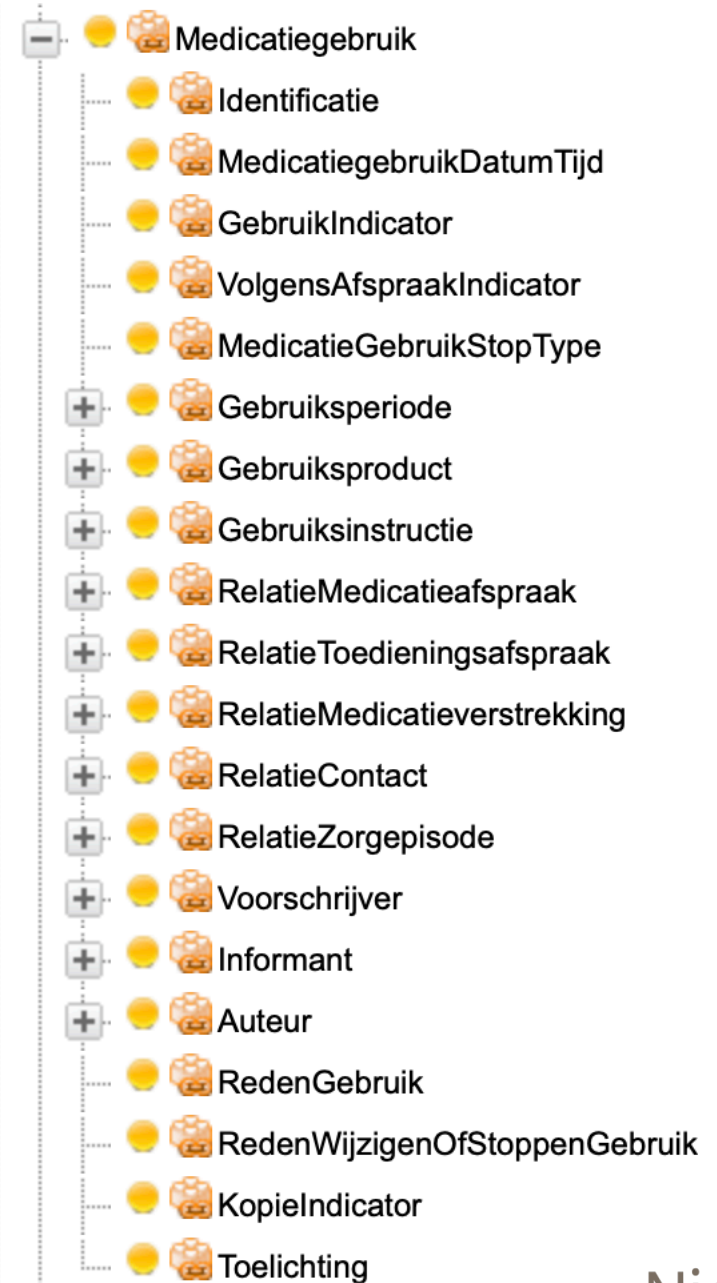 Medicatiegebruik
Identificatie
MedicatiegebruikDatumTijd
GebruikIndicator
VolgensAfspraakIndicator
MedicatieGebruikStopType
Gebruiksperiode
Gebruiksproduct
Gebruiksinstructie
RelatieMedicatieafspraak
RelatieToedieningsafspraak
RelatieMedicatieverstrekking
RelatieContact
RelatieZorgepisode
Voorschrijver
Informant
Auteur
RedenGebruik
RedenWijzigenOfStoppenGebruik
KopieIndicator
Toelichting